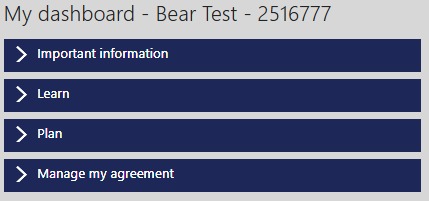 My dashboard - Bear Test - 2516777
Important information
Learn
Plan
Manage my agreement